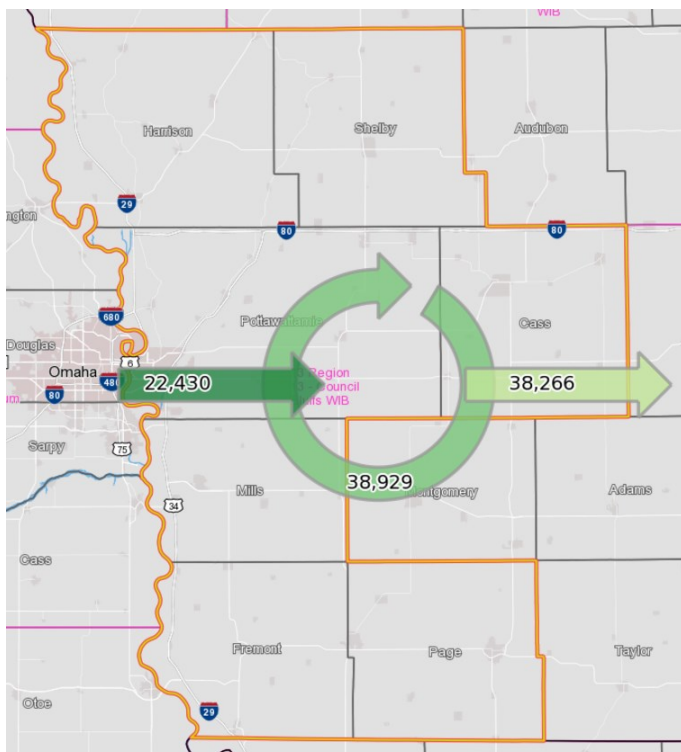 WIB
Harrison
Shelby
Audubon
29
ngton
80
80
680
Pottawattamie
Cass
Douglas
6
Omaha
480
22,430
Region
Council
WIB
38,266
80
Sarpy
75
38,929
Mills
Adams
34
Cass
Fremont
Page
Taylor
Otoe
29